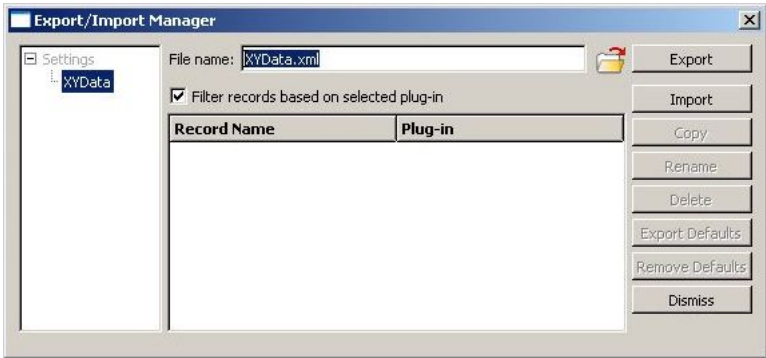 Export/Import Manager
Settings
XYData
File name: XYData.xml
Filter records based on selected plug-in
Record Name Plug-in
Export
Import
Copy
Rename
Delete
Export Defaults
Remove Defaults
Dismiss